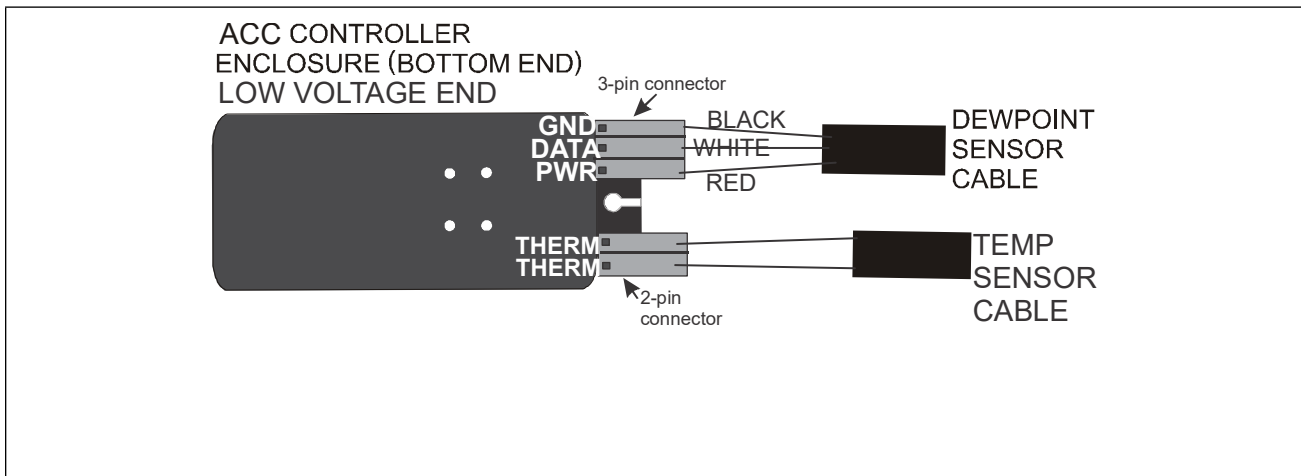 ACC CONTROLLER
ENCLOSURE (BOTTOM END)
LOW VOLTAGE END
3-pin connector
GND
DATA
PWR
BLACK
WHITE
RED
DEWPOINT
SENSOR
CABLE
THERM
THERM
2-pin
connector
TEMP
SENSOR
CABLE